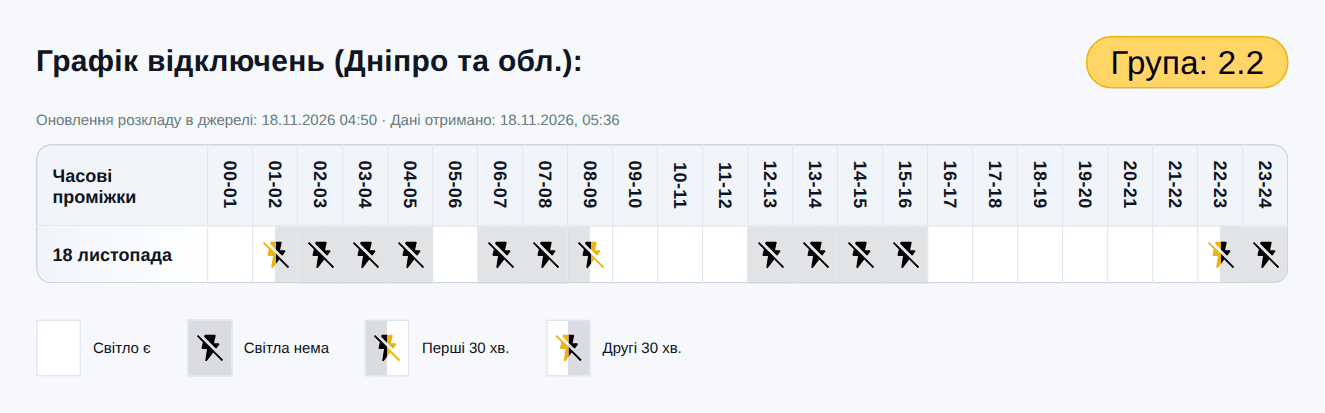 Графік відключень (Дніпро та обл.):
Група: 2.2
Оновлення розкладу в джерелі: 18.11.2026 04:50 · Дані отримано: 18.11.2026, 05:36
Часові
проміжки
00-01
01-02
02-03
03-04
04-05
05-06
06-07
07-08
08-09
09-10
10-11
11-12
12-13
13-14
14-15
15-16
16-17
17-18
18-19
19-20
20-21
21-22
22-23
23-24
18 листопада
Світло є
Світла нема
Перші 30 хв.
Другі 30 хв.